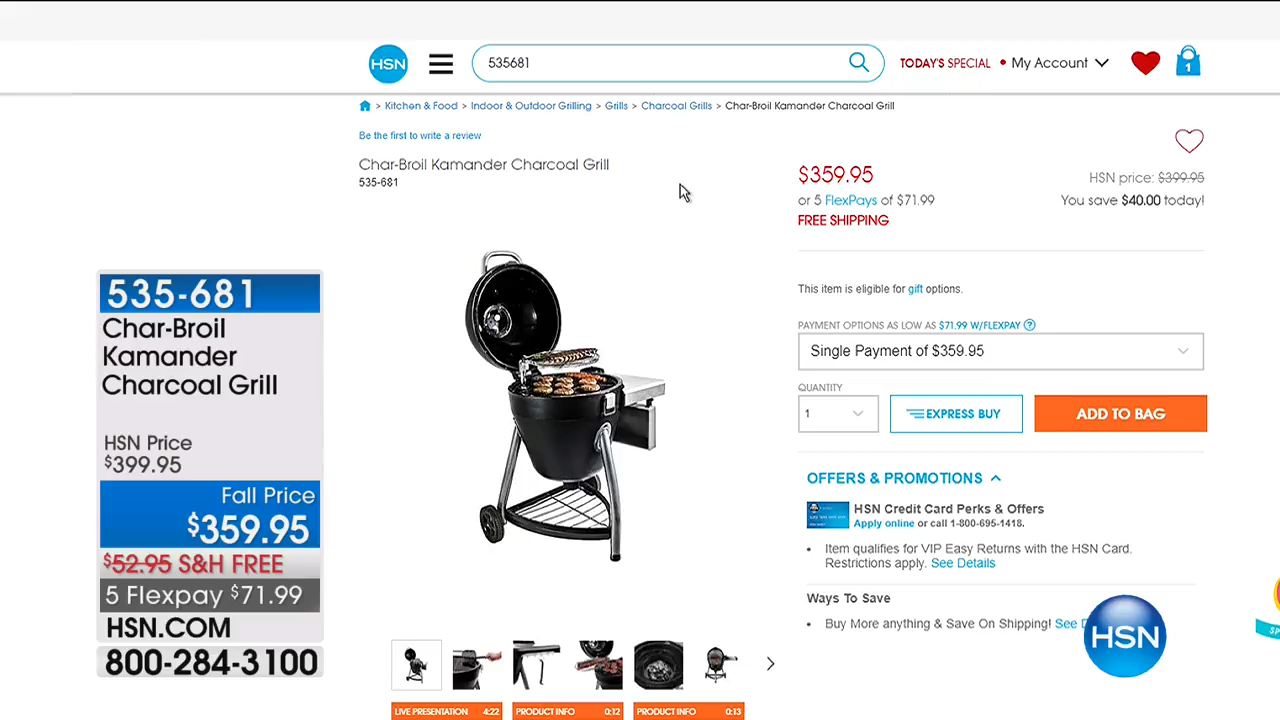 HSN
535681
TODAY'S SPECIAL • My Account
1
> Kitchen & Food > Indoor & Outdoor Grilling > Grills > Charcoal Grills > Char-Broil Kamander Charcoal Grill
Be the first to write a review
Char-Broil Kamander Charcoal Grill
535-681
$359.95
HSN price: $399.95
or 5 FlexPays of $71.99
You save $40.00 today!
FREE SHIPPING
This item is eligible for gift options.
PAYMENT OPTIONS AS LOW AS $71.99 W/FLEXPAY ?
Single Payment of $359.95
QUANTITY
1
EXPRESS BUY
ADD TO BAG
OFFERS & PROMOTIONS
HSN Credit Card Perks & Offers
Apply online or call 1-800-695-1418.
• Item qualifies for VIP Easy Returns with the HSN Card.
Restrictions apply. See Details
Ways To Save
• Buy More anything & Save On Shipping! See
HSN
535-681
Char-Broil
Kamander
Charcoal Grill
HSN Price
$399.95
Fall Price
$359.95
$52.95 S&H FREE
5 Flexpay $71.99
HSN.COM
800-284-3100
LIVE PRESENTATION 4:22
PRODUCT INFO 0:12
PRODUCT INFO 0:13